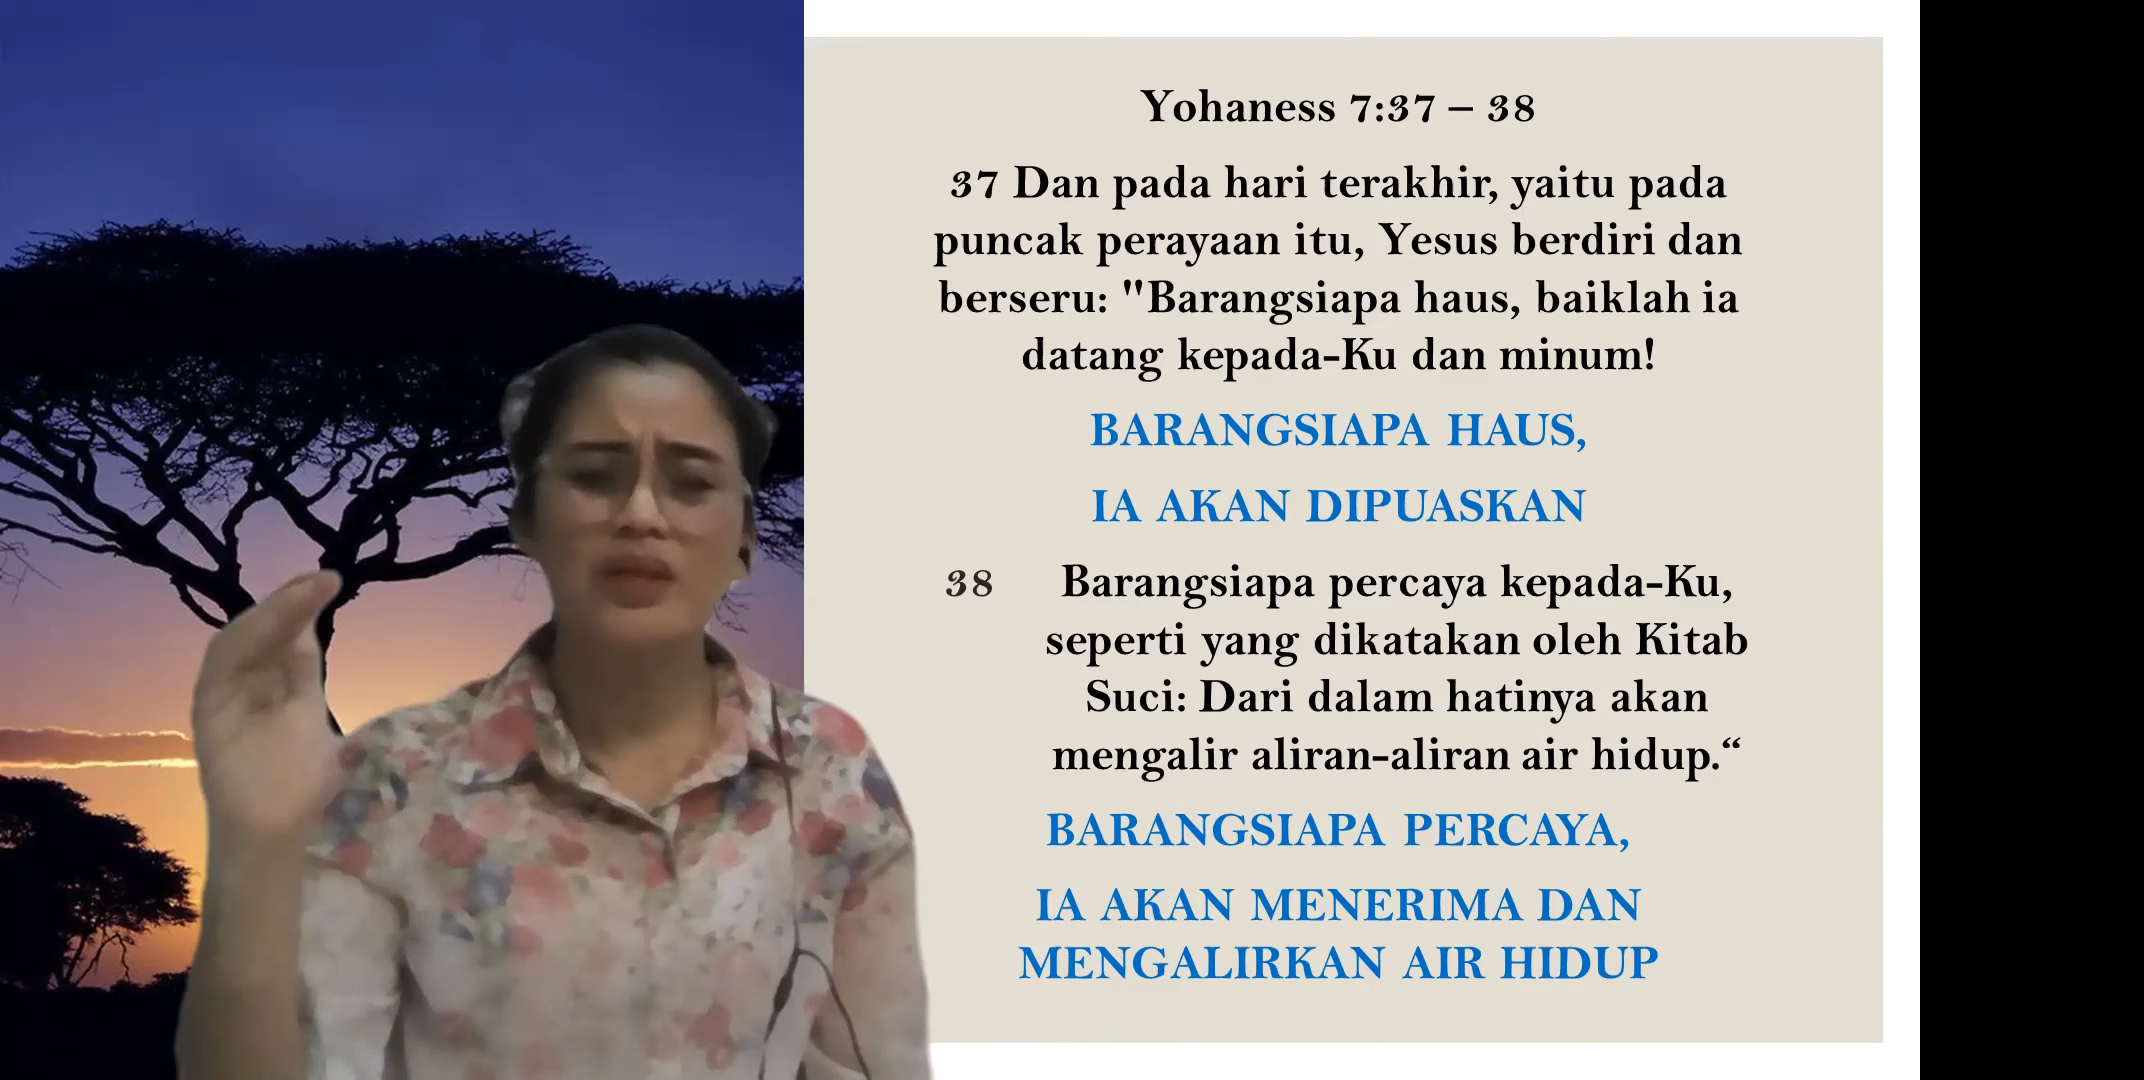 Yohaness 7:37 – 38
37 Dan pada hari terakhir, yaitu pada
puncak perayaan itu, Yesus berdiri dan
berseru: "Barangsiapa haus, baiklah ia
datang kepada-Ku dan minum!
BARANGSIAPA HAUS,
IA AKAN DIPUASKAN
38 Barangsiapa percaya kepada-Ku,
seperti yang dikatakan oleh Kitab
Suci: Dari dalam hatinya akan
mengalir aliran-aliran air hidup.“
BARANGSIAPA PERCAYA,
IA AKAN MENERIMA DAN
MENGALIRKAN AIR HIDUP